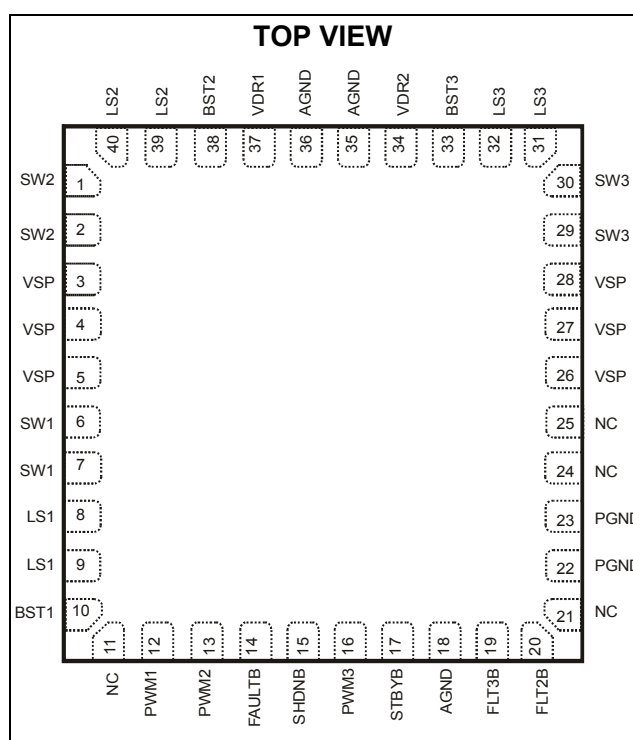 TOP VIEW
LS2 LS2 BST2 VDR1 AGND AGND VDR2 BST3 LS3 LS3
40 39 38 37 36 35 34 33 32 31
SW2 1 30 SW3
SW2 2 29 SW3
VSP 3 28 VSP
VSP 4 27 VSP
VSP 5 26 VSP
SW1 6 25 NC
SW1 7 24 NC
LS1 8 23 PGND
LS1 9 22 PGND
BST1 10 21 NC
11 12 13 14 15 16 17 18 19 20
NC PWM1 PWM2 FAULTB SHDNB PWM3 STBYB AGND FLT3B FLT2B